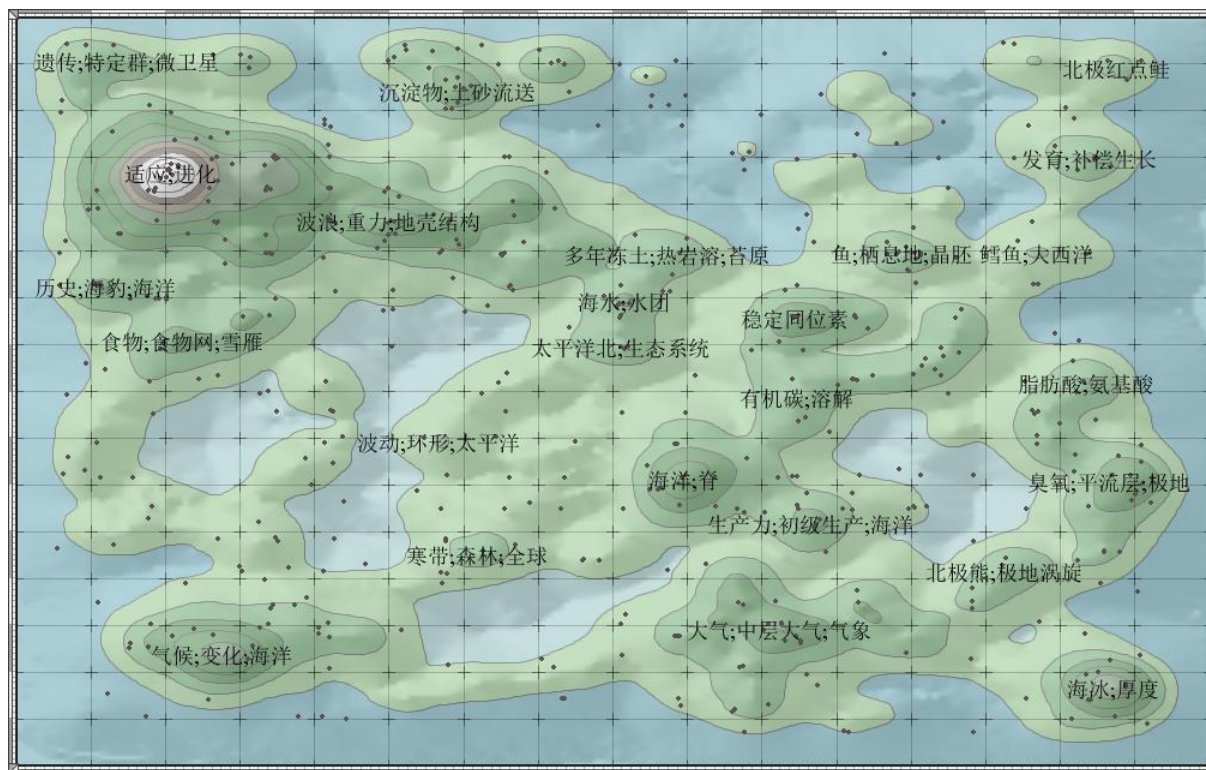 遗传;特定群;微卫星
北极红点鲑
沉淀物;土砂流送
发育;补偿生长
适应;进化
波浪;重力;地壳结构
多年冻土;热岩溶;苔原
鱼;栖息地;晶胚 鳕鱼;大西洋
历史;海豹;海洋
海水;水团
稳定同位素
食物;食物网;雪雁
太平洋北;生态系统
脂肪酸;氨基酸
有机碳;溶解
波动;环形;太平洋
海洋;脊
臭氧;平流层;极地
生产力;初级生产;海洋
寒带;森林;全球
北极熊;极地涡旋
大气;中层大气;气象
气候;变化;海洋
海冰;厚度